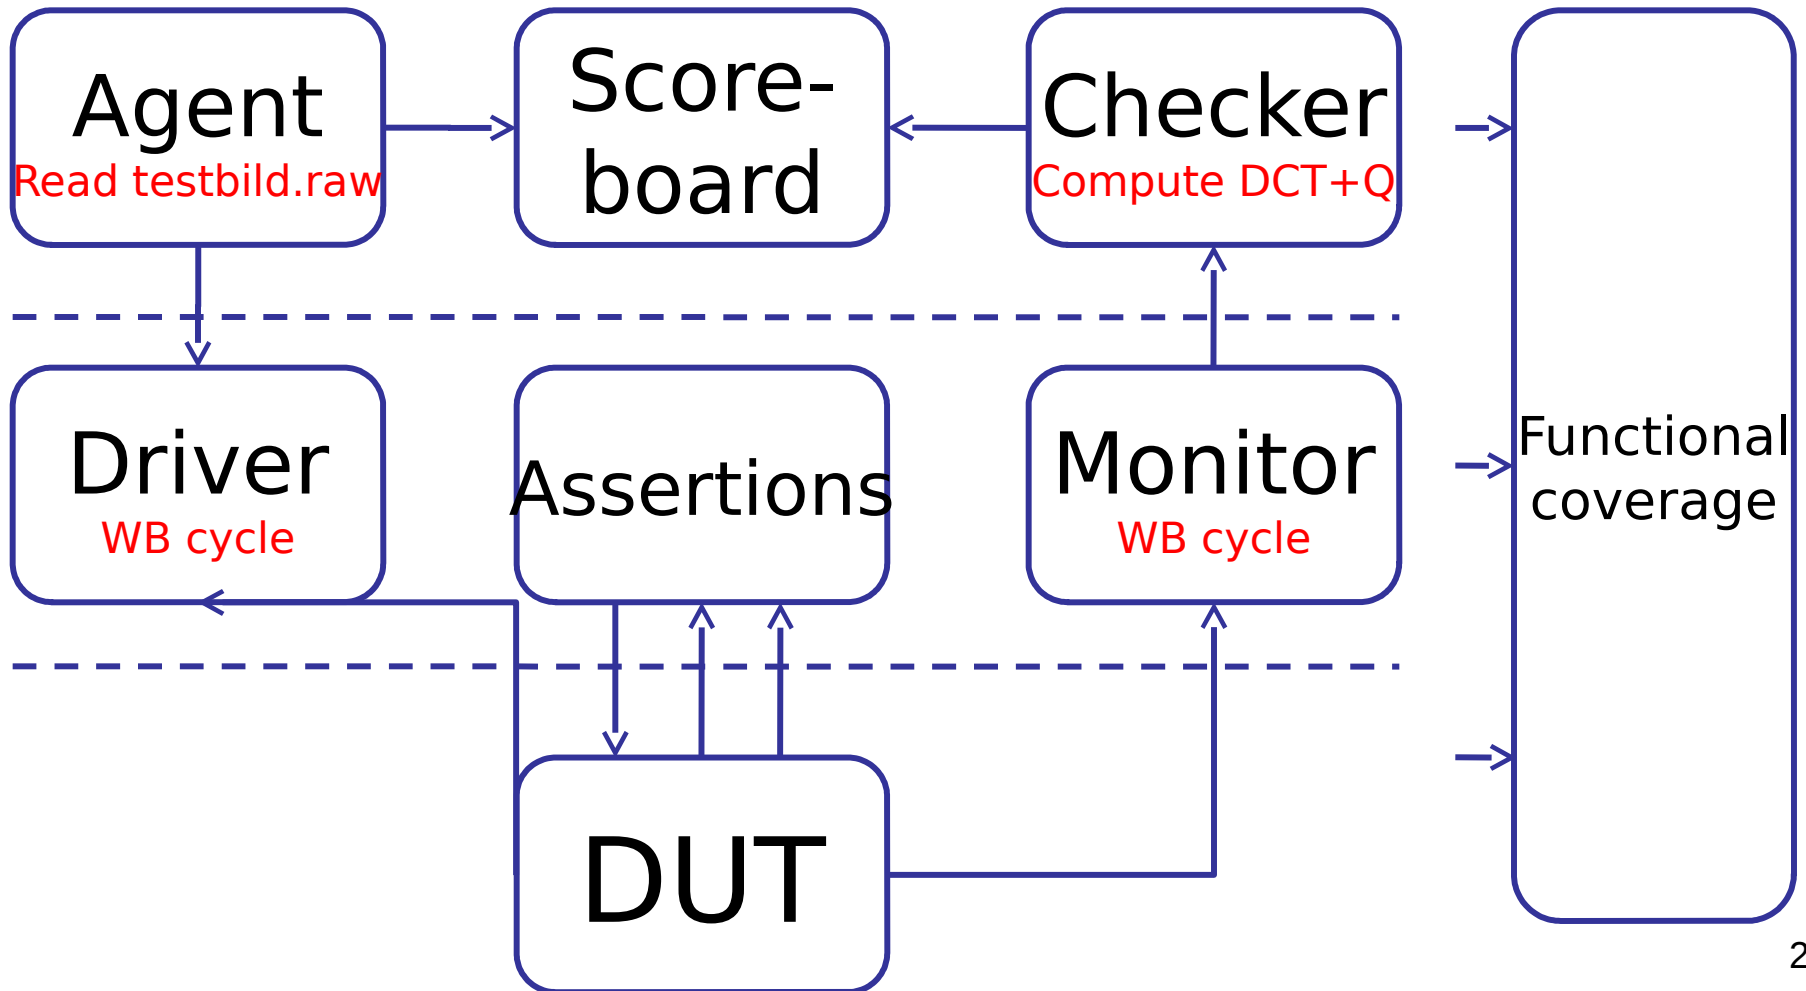 Agent
Read testbild.raw
Score-
board
Checker
Compute DCT+Q
Driver
WB cycle
Assertions
Monitor
WB cycle
Functional
coverage
DUT
2